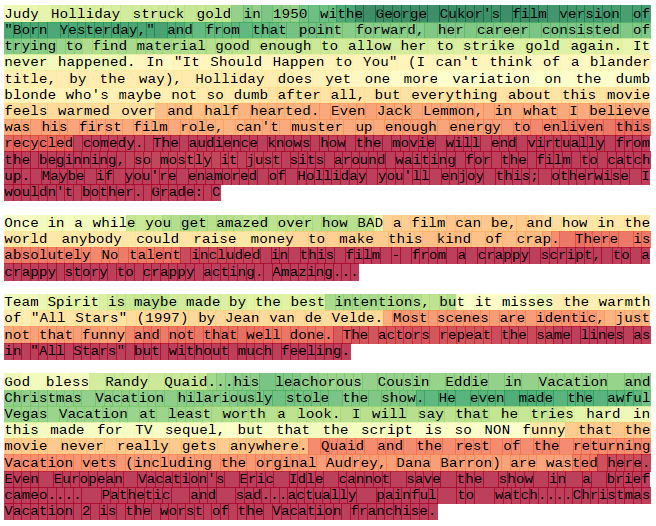 Judy Holliday struck gold in 1950 withe George Cukor's film version of
"Born Yesterday," and from that point forward, her career consisted of
trying to find material good enough to allow her to strike gold again. It
never happened. In "It Should Happen to You" (I can't think of a blander
title, by the way), Holliday does yet one more variation on the dumb
blonde who's maybe not so dumb after all, but everything about this movie
feels warmed over and half hearted. Even Jack Lemmon, in what I believe
was his first film role, can't muster up enough energy to enliven this
recycled comedy. The audience knows how the movie will end virtually from
the beginning, so mostly it just sits around waiting for the film to catch
up. Maybe if you're enamored of Holliday you'll enjoy this; otherwise I
wouldn't bother. Grade: C
Once in a while you get amazed over how BAD a film can be, and how in the
world anybody could raise money to make this kind of crap. There is
absolutely No talent included in this film - from a crappy script, to a
crappy story to crappy acting. Amazing...
Team Spirit is maybe made by the best intentions, but it misses the warmth
of "All Stars" (1997) by Jean van de Velde. Most scenes are identic, just
not that funny and not that well done. The actors repeat the same lines as
in "All Stars" but without much feeling.
God bless Randy Quaid...his leachorous Cousin Eddie in Vacation and
Christmas Vacation hilariously stole the show. He even made the awful
Vegas Vacation at least worth a look. I will say that he tries hard in
this made for TV sequel, but that the script is so NON funny that the
movie never really gets anywhere. Quaid and the rest of the returning
Vacation vets (including the orginal Audrey, Dana Barron) are wasted here.
Even European Vacation's Eric Idle cannot save the show in a brief
cameo.... Pathetic and sad...actually painful to watch....Christmas
Vacation 2 is the worst of the Vacation franchise.